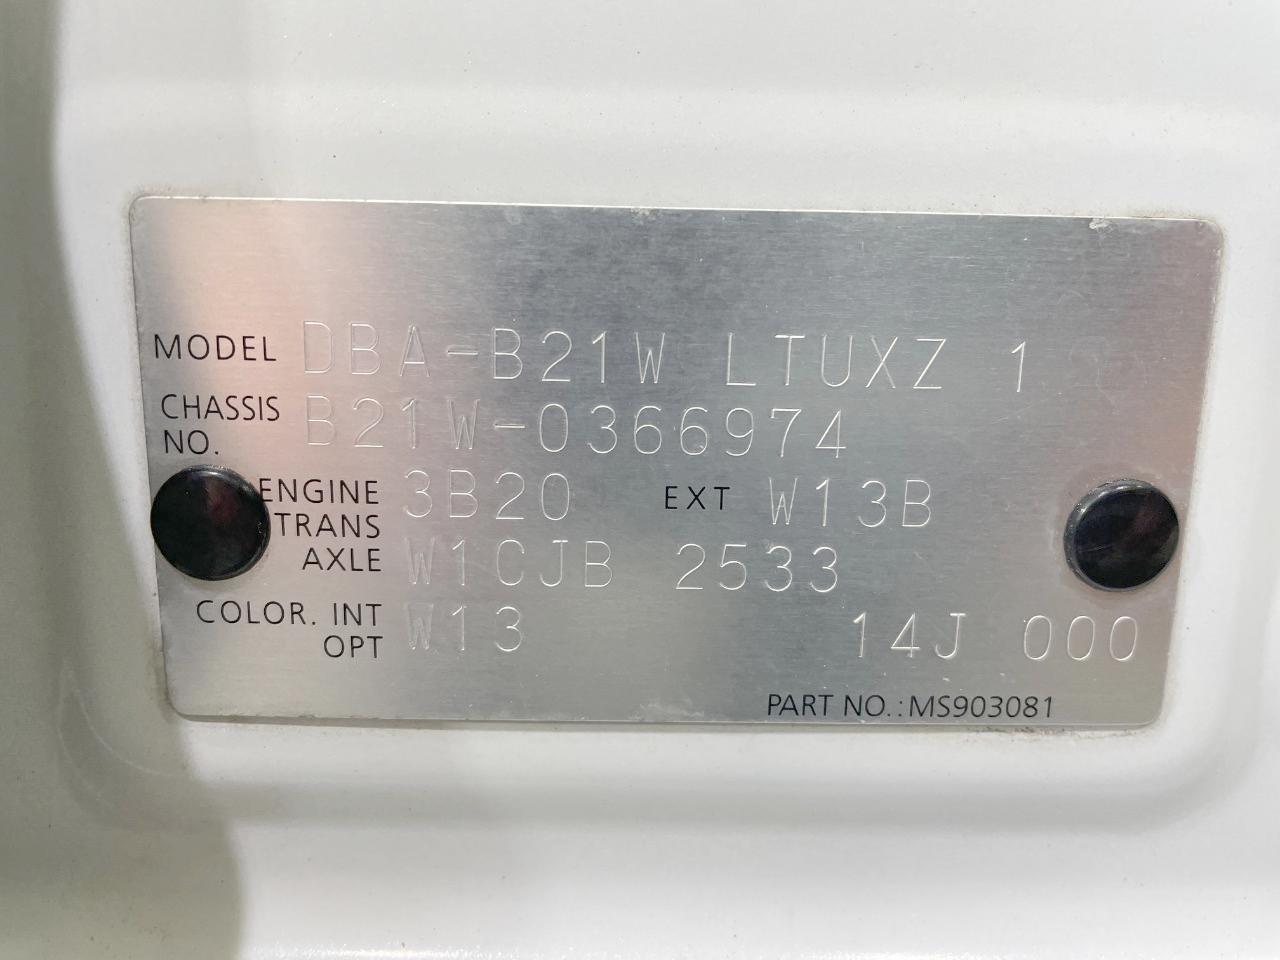 MODEL DBA-B21W LTUXZ 1
CHASSIS NO. B21W-0366974
ENGINE 3B20 EXT W13B
TRANS AXLE W1CJB 2533
COLOR. INT OPT W13 14J 000
PART NO.:MS903081